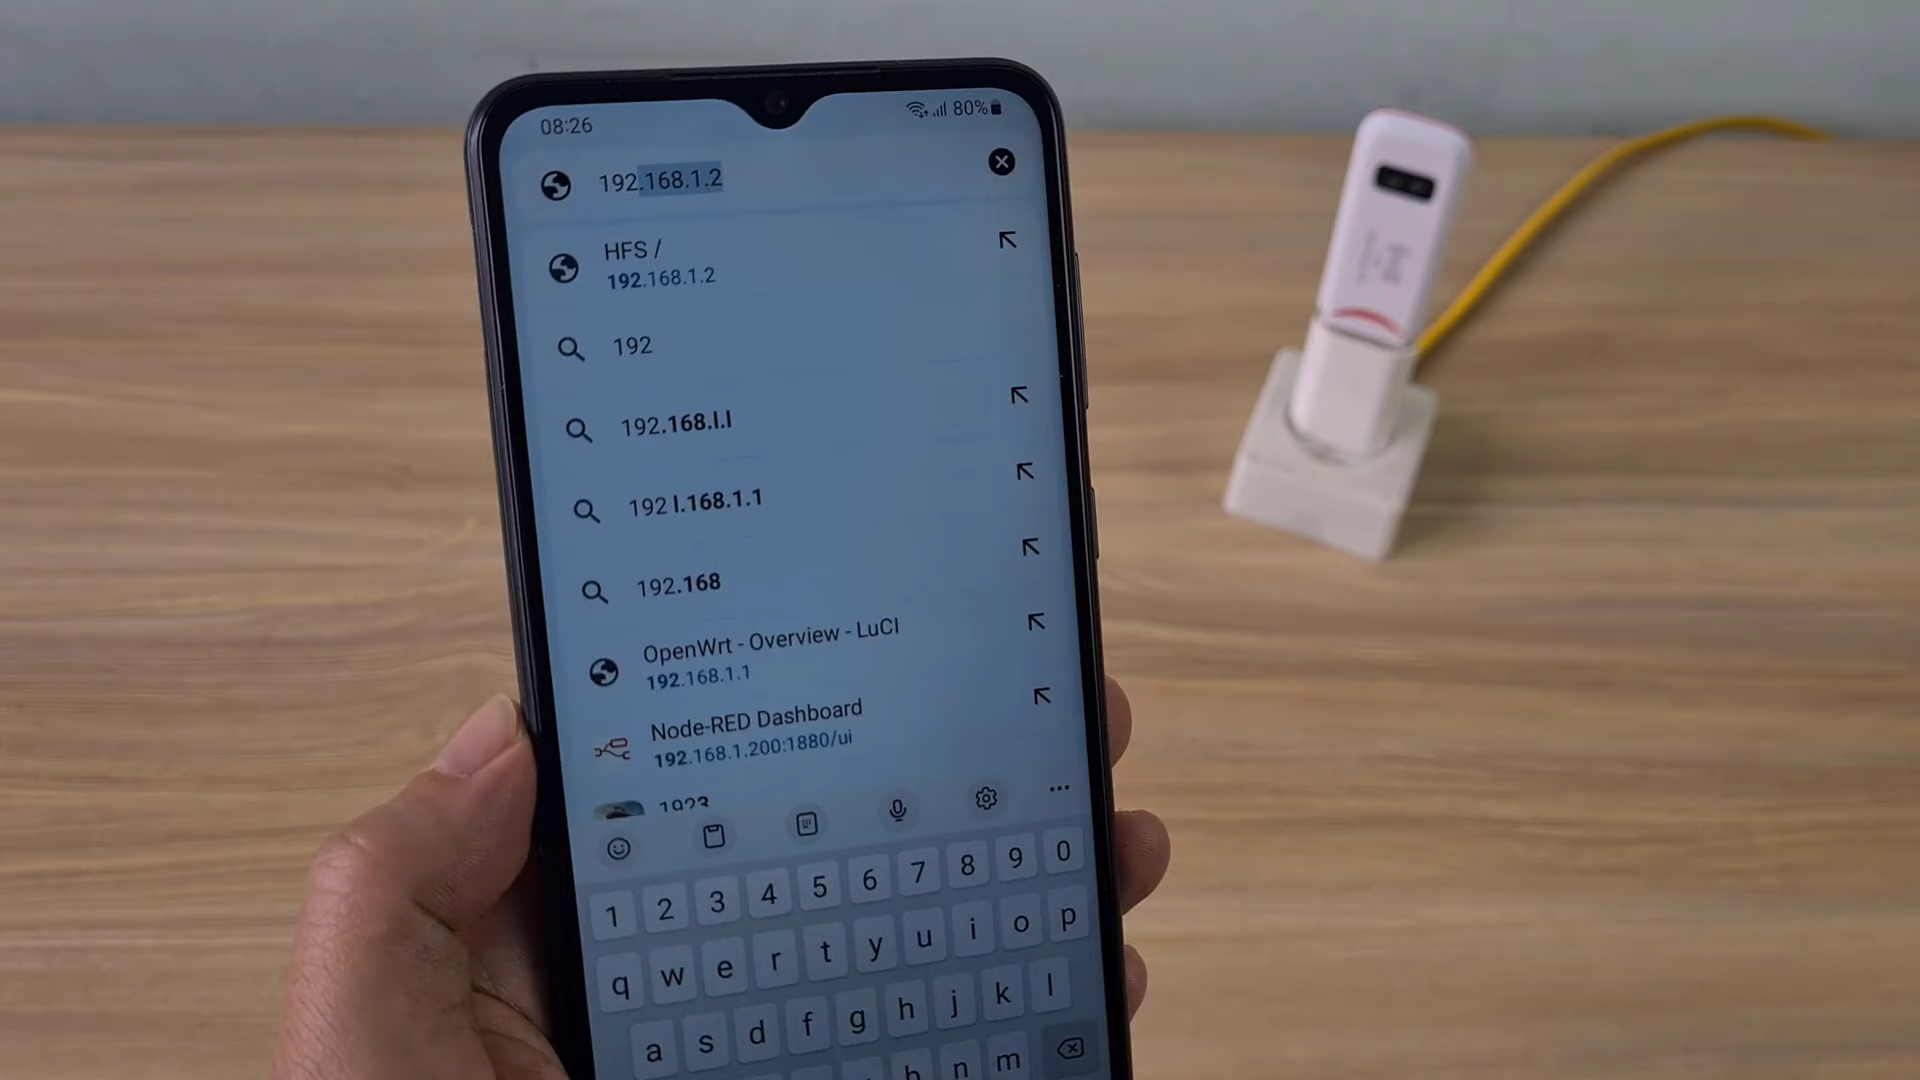 08:26
80%
192.168.1.2
HFS /
192.168.1.2
192
192.168.l.l
192 l.168.1.1
192.168
OpenWrt - Overview - LuCI
192.168.1.1
Node-RED Dashboard
192.168.1.200:1880/ui
1923
1 2 3 4 5 6 7 8 9 0
q w e r t y u i o p
a s d f g h j k l
b n m